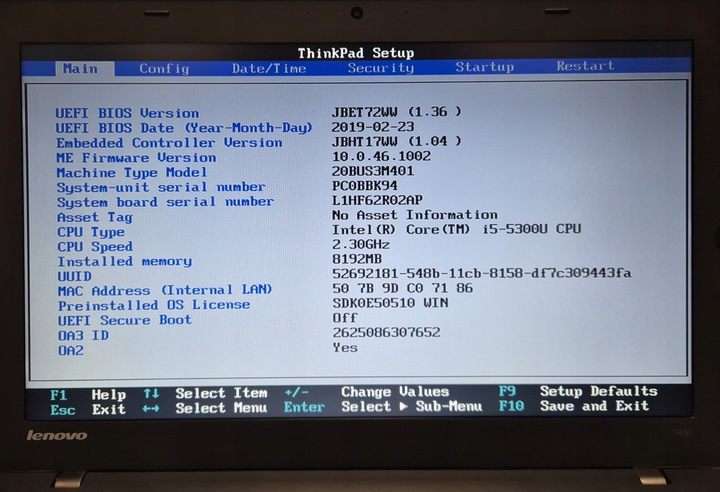 ThinkPad Setup
Main Config Date/Time Security Startup Restart
UEFI BIOS Version JBET72WW (1.36 )
UEFI BIOS Date (Year-Month-Day) 2019-02-23
Embedded Controller Version JBHT17WW (1.04 )
ME Firmware Version 10.0.46.1002
Machine Type Model 20BUS3M401
System-unit serial number PC0BBK94
System board serial number L1HF62R02AP
Asset Tag No Asset Information
CPU Type Intel(R) Core(TM) i5-5300U CPU
CPU Speed 2.30GHz
Installed memory 8192MB
UUID 52692181-548b-11cb-8158-df7c309443fa
MAC Address (Internal LAN) 50 7B 9D C0 71 86
Preinstalled OS License SDK0E50510 WIN
UEFI Secure Boot Off
OA3 ID 2625086307652
OA2 Yes
F1 Help ↑↓ Select Item +/- Change Values F9 Setup Defaults
Esc Exit ←→ Select Menu Enter Select ▶ Sub-Menu F10 Save and Exit
lenovo T450